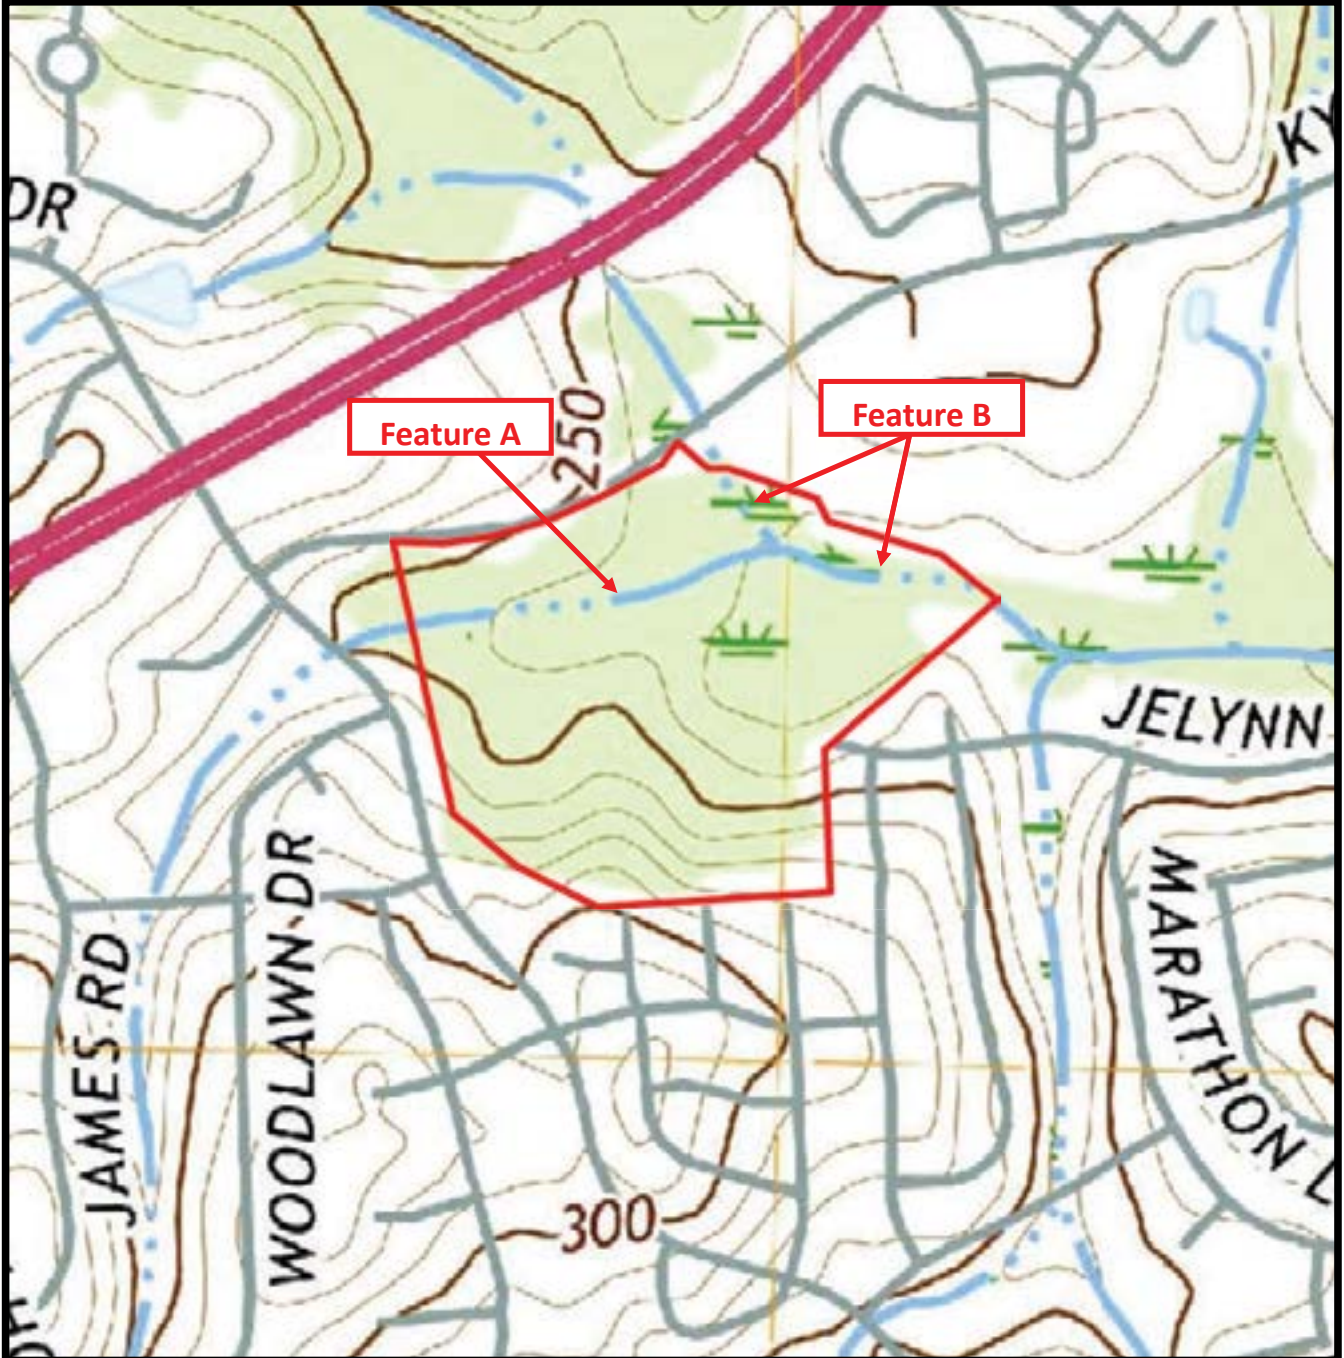 KY
DR
Feature A
250
Feature B
JELYNN
JAMES RD
WOODLAWN DR
MARATHON
300